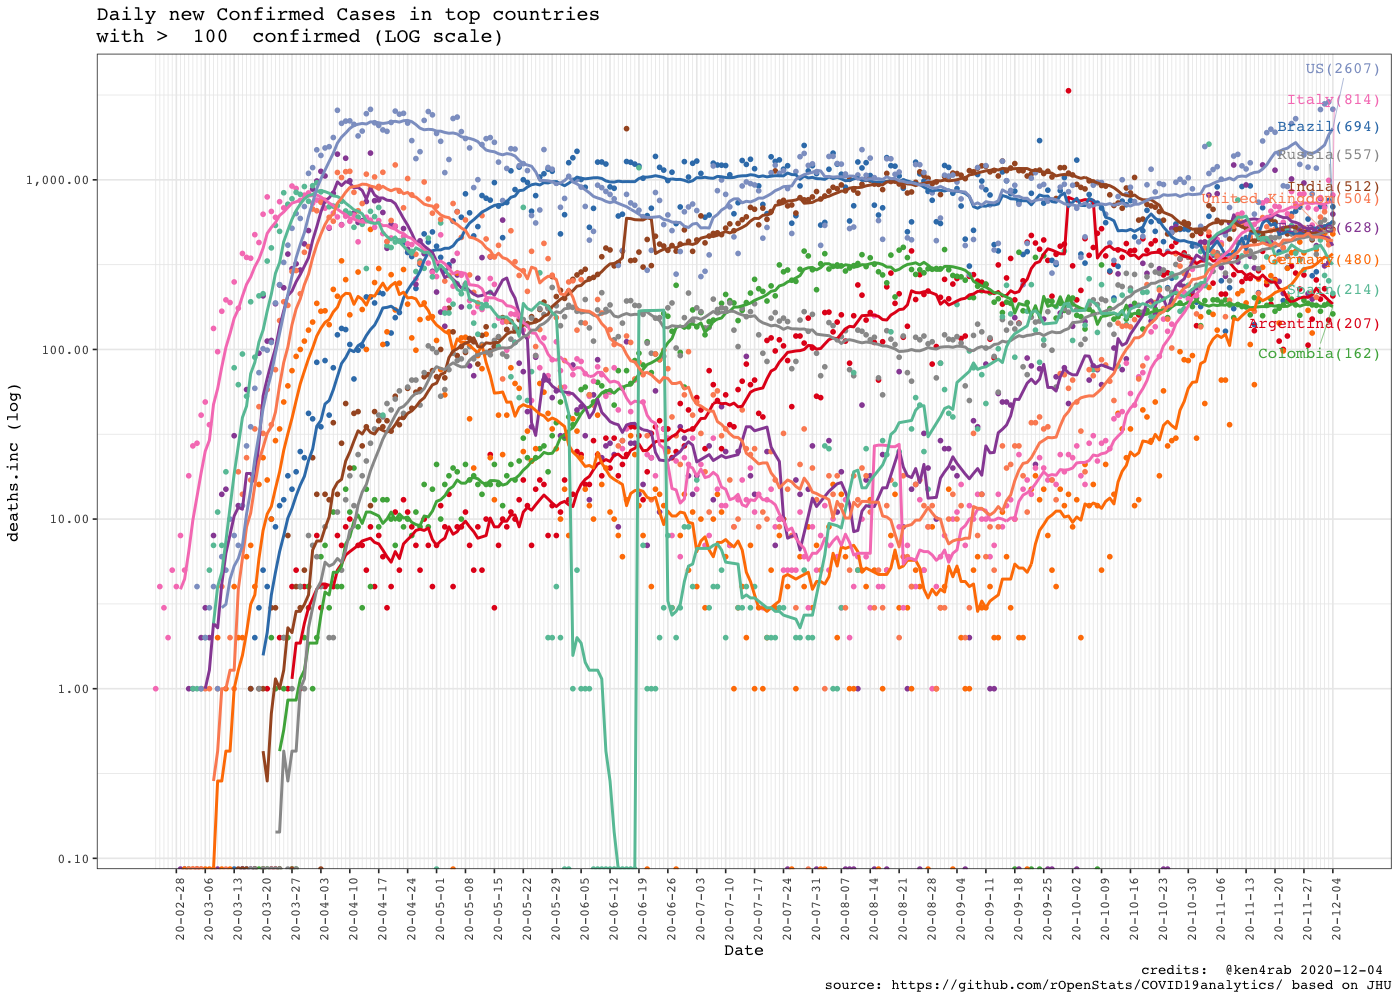 Daily new Confirmed Cases in top countries
with >  100  confirmed (LOG scale)
US(2607)
Italy(814)
Brazil(694)
Russia(557)
India(512)
United Kingdom(504)
(628)
Germany(480)
Spain(214)
Argentina(207)
Colombia(162)
deaths.inc (log)
1,000.00
100.00
10.00
1.00
0.10
20-02-28
20-03-06
20-03-13
20-03-20
20-03-27
20-04-03
20-04-10
20-04-17
20-04-24
20-05-01
20-05-08
20-05-15
20-05-22
20-05-29
20-06-05
20-06-12
20-06-19
20-06-26
20-07-03
20-07-10
20-07-17
20-07-24
20-07-31
20-08-07
20-08-14
20-08-21
20-08-28
20-09-04
20-09-11
20-09-18
20-09-25
20-10-02
20-10-09
20-10-16
20-10-23
20-10-30
20-11-06
20-11-13
20-11-20
20-11-27
20-12-04
Date
credits:  @ken4rab 2020-12-04
source: https://github.com/rOpenStats/COVID19analytics/ based on JHU